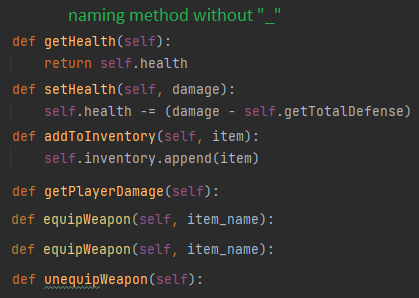 naming method without "_"
def getHealth(self):
return self.health
def setHealth(self, damage):
self.health -= (damage - self.getTotalDefense)
def addToInventory(self, item):
self.inventory.append(item)
def getPlayerDamage(self):
def equipWeapon(self, item_name):
def equipWeapon(self, item_name):
def unequipWeapon(self):